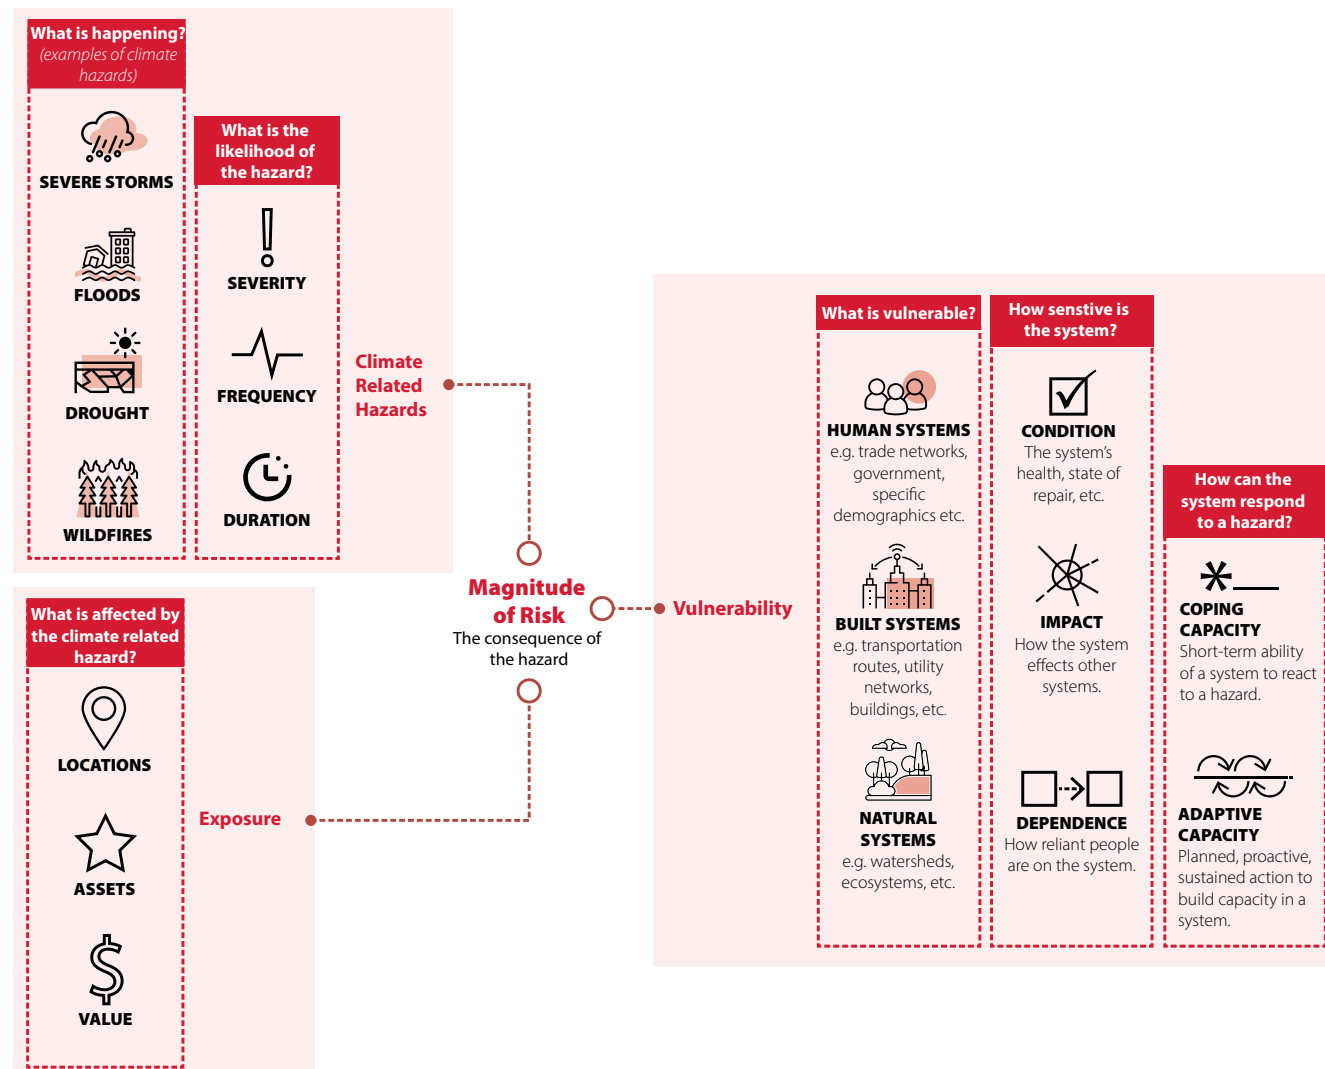 What is happening?
(examples of climate
hazards)
SEVERE STORMS
FLOODS
DROUGHT
WILDFIRES
What is the
likelihood of
the hazard?
SEVERITY
FREQUENCY
DURATION
Climate
Related
Hazards
What is affected by
the climate related
hazard?
LOCATIONS
ASSETS
$
VALUE
Exposure
Magnitude
of Risk
The consequence of
the hazard
Vulnerability
What is vulnerable?
HUMAN SYSTEMS
e.g. trade networks,
government,
specific
demographics etc.
BUILT SYSTEMS
e.g. transportation
routes, utility
networks,
buildings, etc.
NATURAL
SYSTEMS
e.g. watersheds,
ecosystems, etc.
How senstive is
the system?
CONDITION
The system's
health, state of
repair, etc.
IMPACT
How the system
effects other
systems.
DEPENDENCE
How reliant people
are on the system.
How can the
system respond
to a hazard?
COPING
CAPACITY
Short-term ability
of a system to react
to a hazard.
ADAPTIVE
CAPACITY
Planned, proactive,
sustained action to
build capacity in a
system.